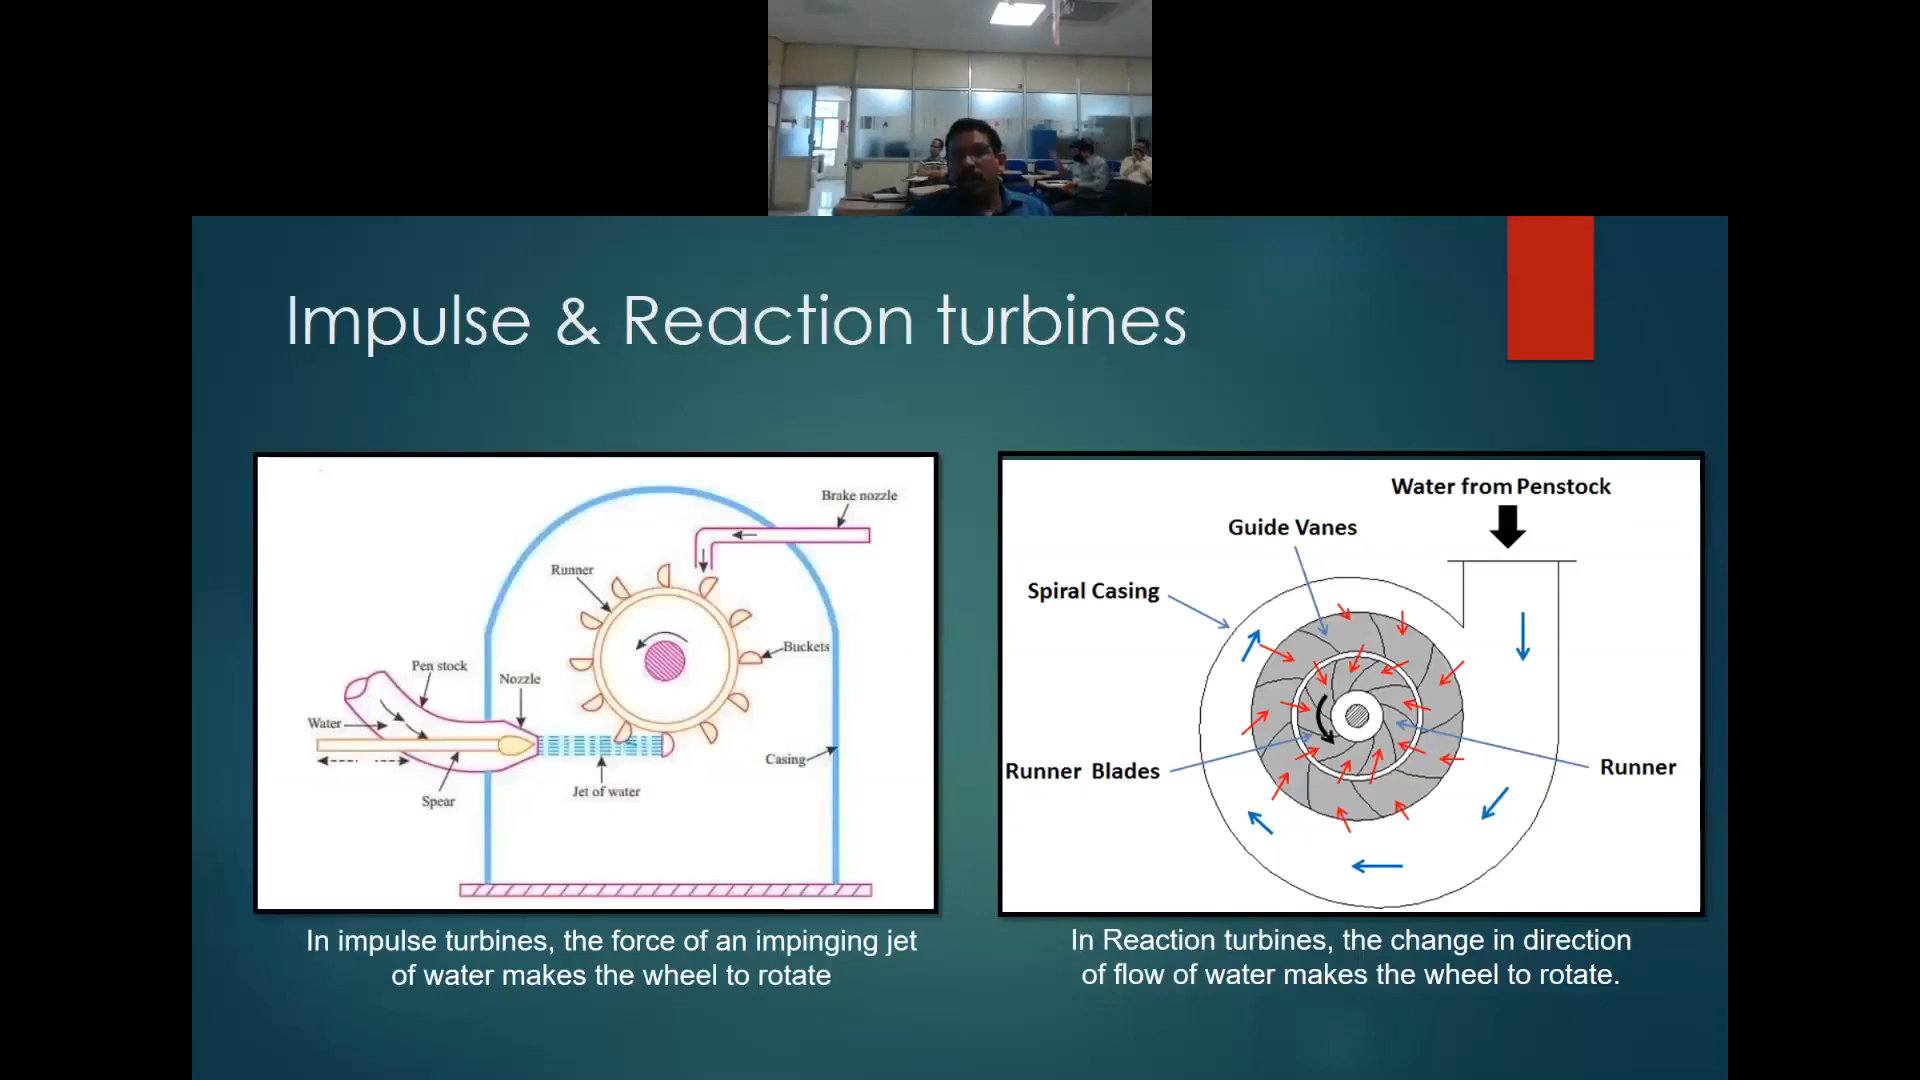 Impulse & Reaction turbines
Brake nozzle
Runner
Buckets
Pen stock
Nozzle
Water
Casing
Jet of water
Spear
Water from Penstock
Guide Vanes
Spiral Casing
Runner Blades
Runner
In impulse turbines, the force of an impinging jet
of water makes the wheel to rotate
In Reaction turbines, the change in direction
of flow of water makes the wheel to rotate.